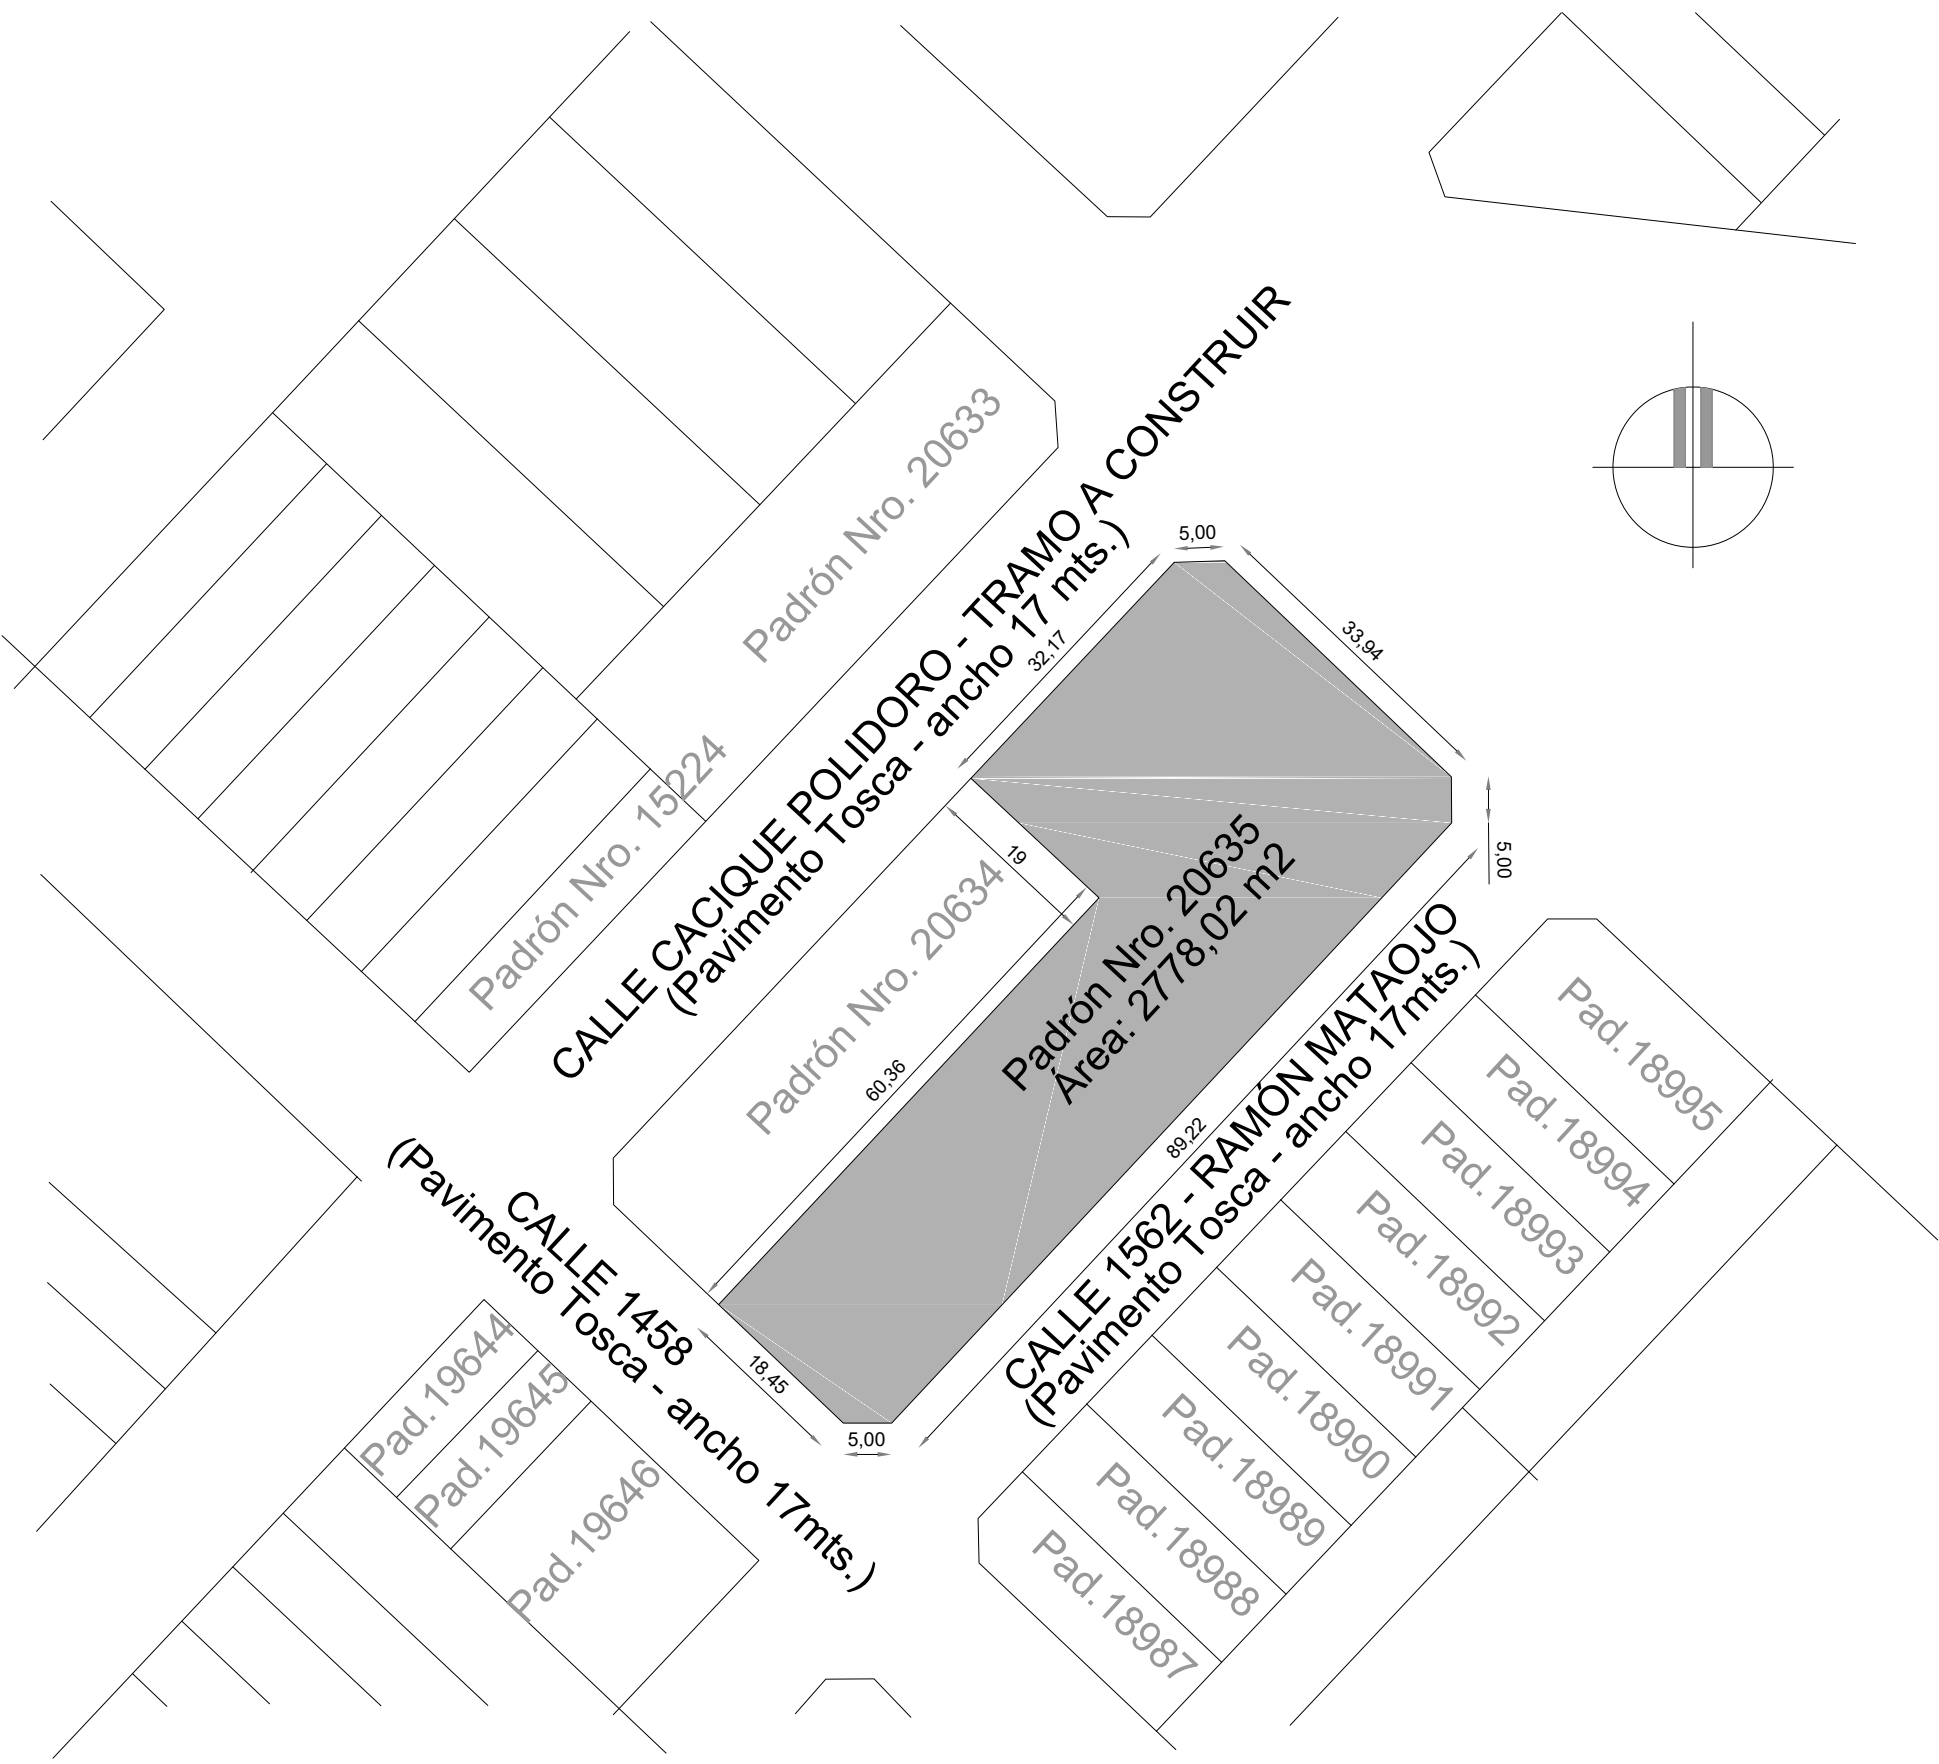 Padrón Nro. 20633
CALLE CACIQUE POLIDORO - TRAMO A CONSTRUIR
(Pavimento Tosca - ancho 17 mts.)
5,00
33,94
32,17
Padrón Nro. 15224
19
5,00
Padrón Nro. 20634
Padrón Nro. 20635
Área: 2778,02 m2
60,36
89,22
CALLE 1562 - RAMÓN MATAOJO
(Pavimento Tosca - ancho 17mts.)
CALLE 1458
(Pavimento Tosca - ancho 17mts.)
18,45
5,00
Pad.18995
Pad.18994
Pad.18993
Pad.18992
Pad.18991
Pad.18990
Pad.18989
Pad.18988
Pad.18987
Pad.19644
Pad.19645
Pad.19646